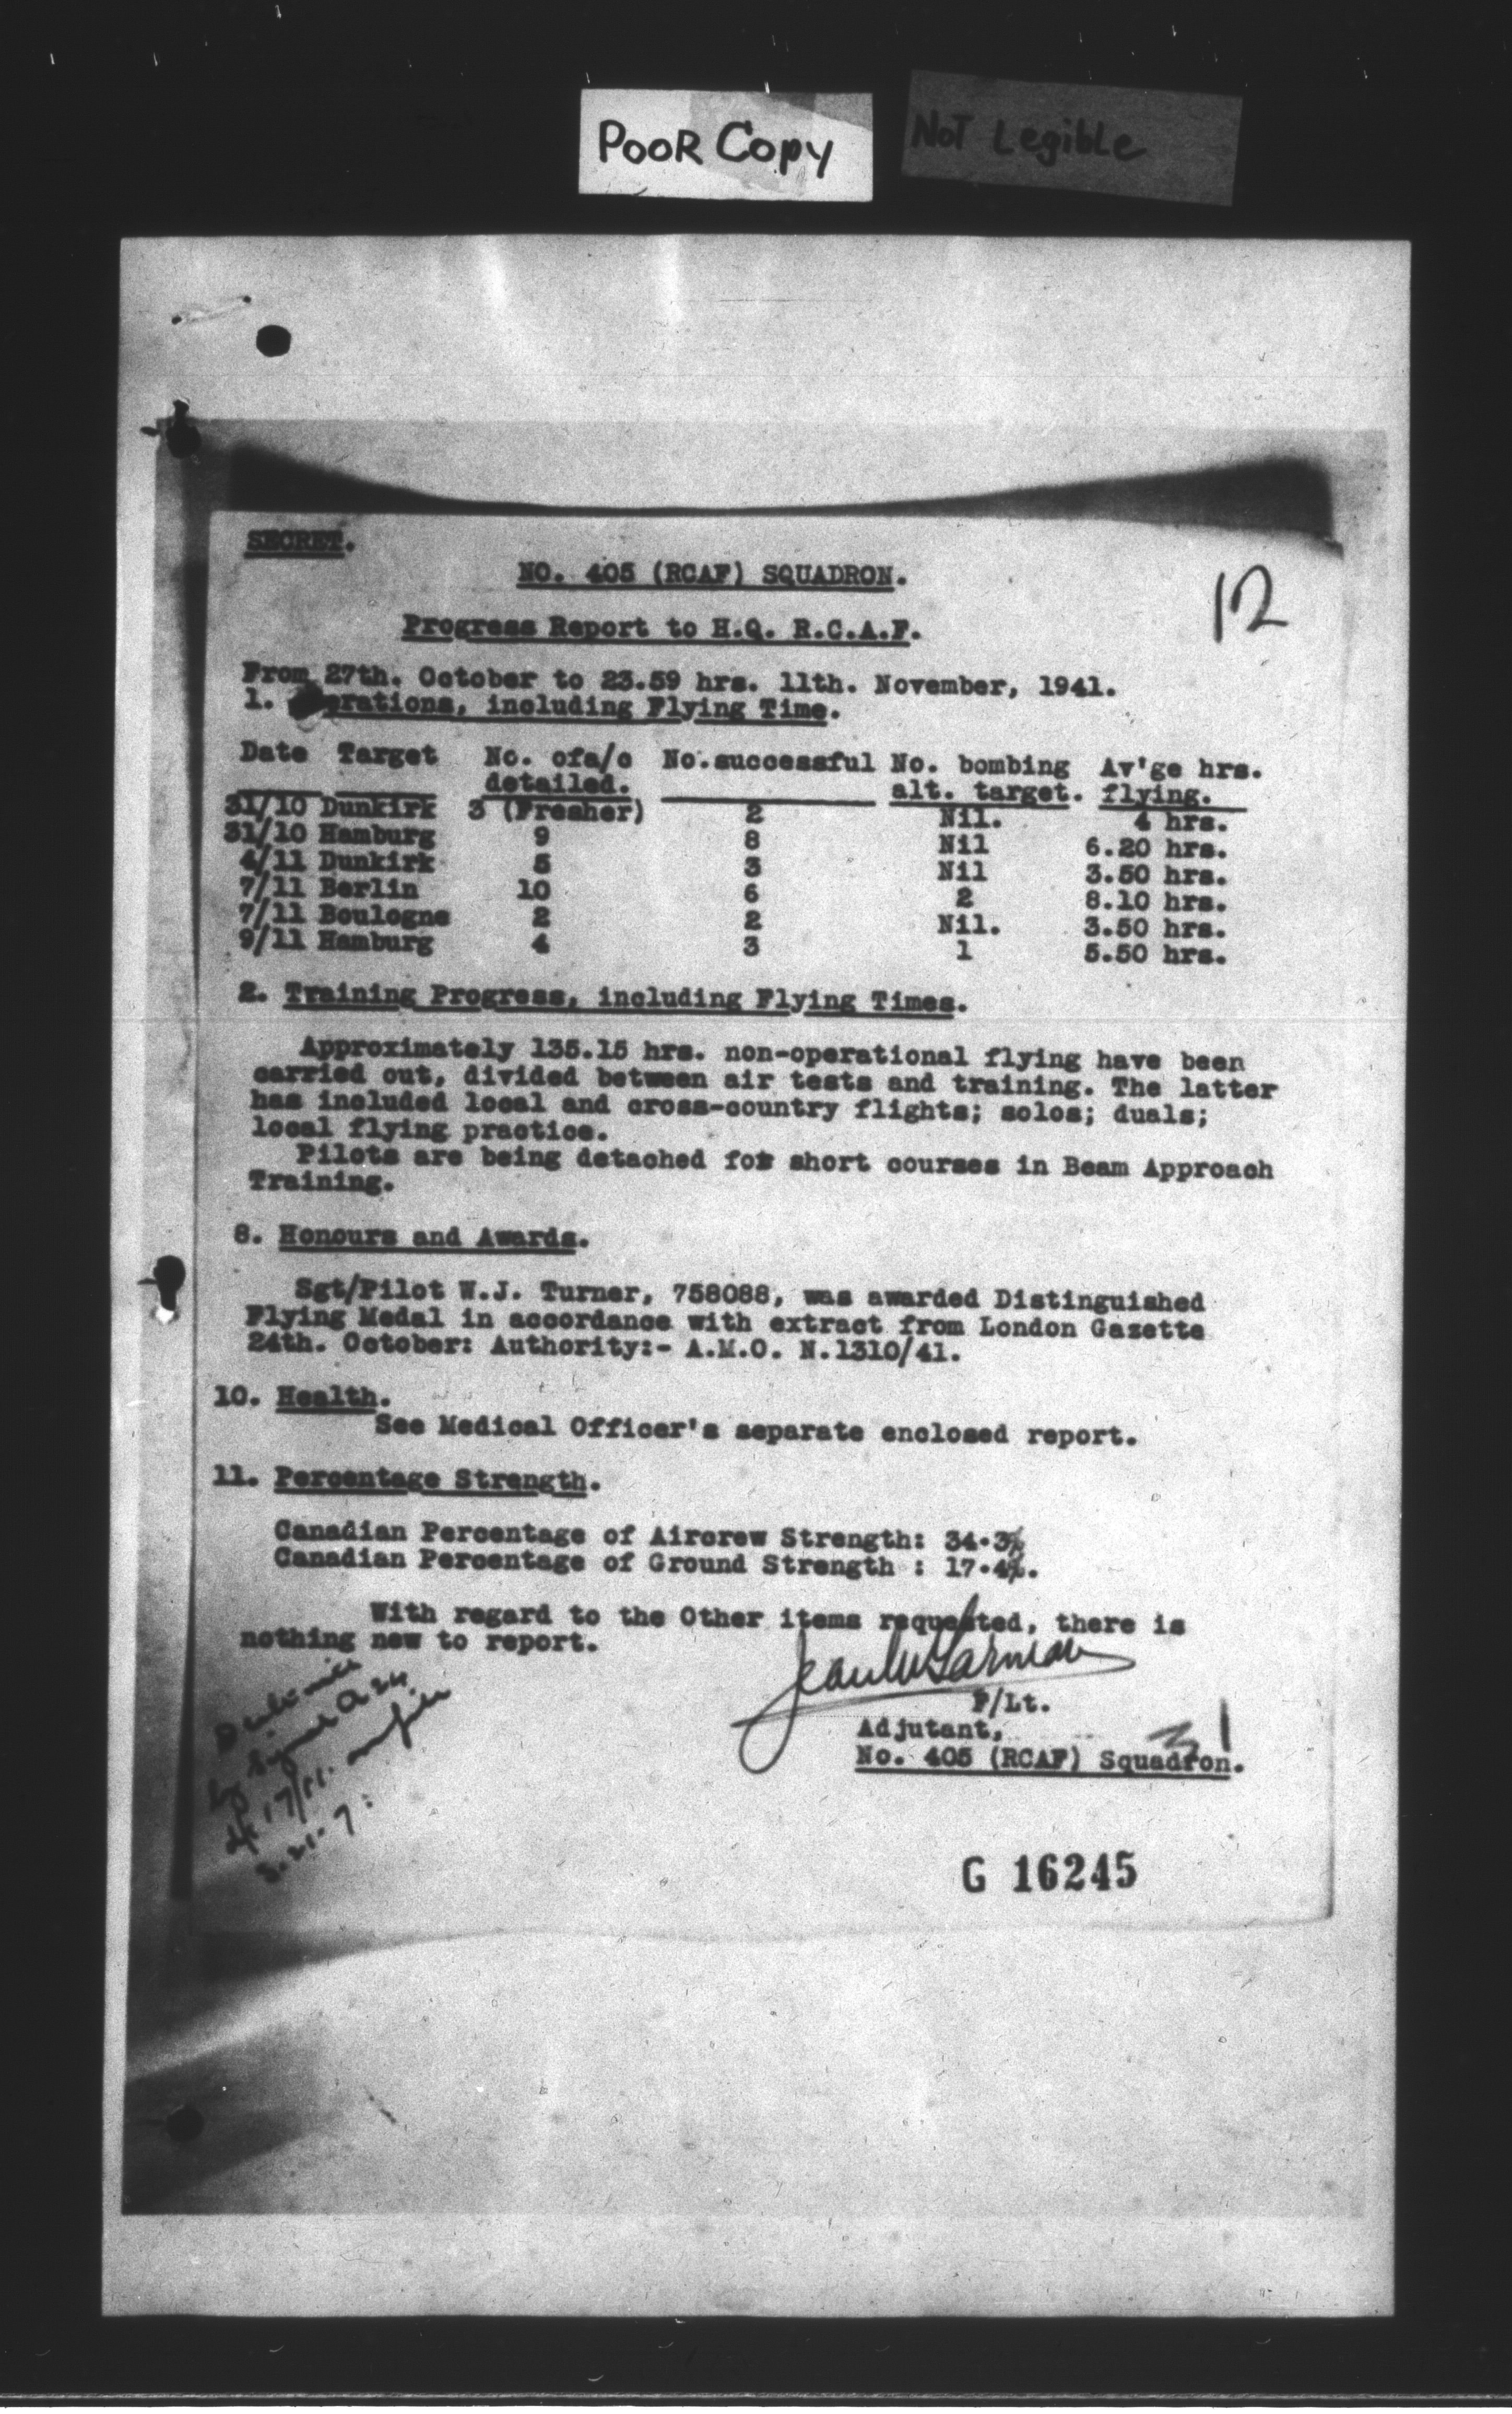 POOR Copy
NOT Legible
SECRET.
12
NO. 405 (RCAF) SQUADRON.
Progress Report to H.Q. R.C.A.F.
From 27th. October to 23.59 hrs. 11th. November, 1941.
1. erations, including Flying Time.
Date Target No. ofa/c No.successful No. bombing Av'ge hrs.
detailed. alt. target. flying.
31/10 Dunkirk 3 (Fresher) 2 Nil. 4 hrs.
31/10 Hamburg 9 8 Nil 6.20 hrs.
4/11 Dunkirk 5 3 Nil 3.50 hrs.
7/11 Berlin 10 6 2 8.10 hrs.
7/11 Boulogne 2 2 Nil. 3.50 hrs.
9/11 Hamburg 4 3 1 5.50 hrs.
2. Training Progress, including Flying Times.
Approximately 135.15 hrs. non-operational flying have been
carried out, divided between air tests and training. The latter
has included local and cross-country flights; solos; duals;
local flying practice.
Pilots are being detached for short courses in Beam Approach
Training.
8. Honours and Awards.
Sgt/Pilot W.J. Turner, 758088, was awarded Distinguished
Flying Medal in accordance with extract from London Gazette
24th. October: Authority:- A.M.O. N.1310/41.
10. Health.
See Medical Officer's separate enclosed report.
11. Percentage Strength.
Canadian Percentage of Aircrew Strength: 34.3%
Canadian Percentage of Ground Strength : 17.4%.
With regard to the Other items requested, there is
nothing new to report.
F/Lt.
Adjutant,
31
No. 405 (RCAF) Squadron.
by Signal A 24
17/11
G 16245